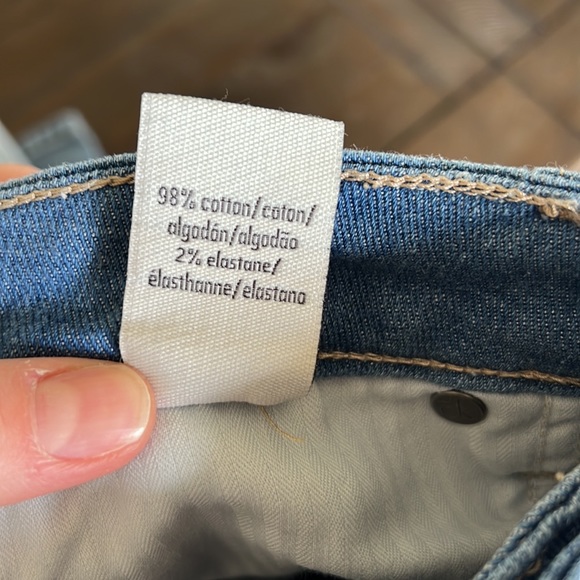 98% cotton/coton/
algodón/algodão
2% elastane/
élasthanne/elastano